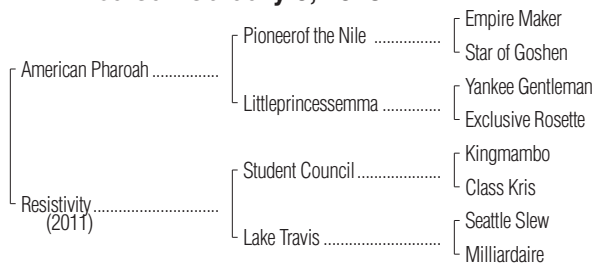 Pioneerof the Nile
Empire Maker
Star of Goshen
American Pharoah
Littleprincessemma
Yankee Gentleman
Exclusive Rosette
Student Council
Kingmambo
Class Kris
Resistivity
(2011)
Lake Travis
Seattle Slew
Milliardaire